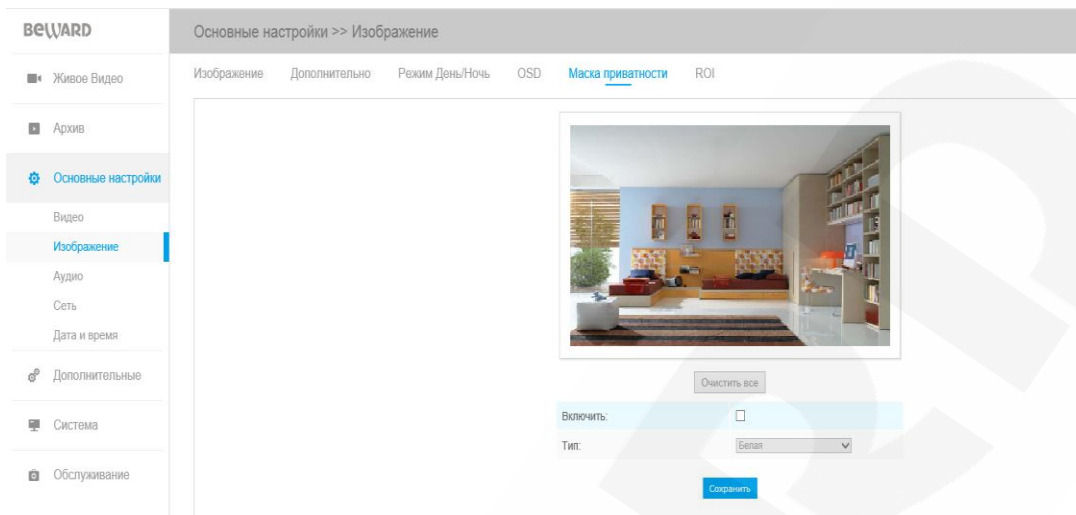 BEWARD
Основные настройки >> Изображение
Живое Видео
Архив
Основные настройки
Видео
Изображение
Аудио
Сеть
Дата и время
Дополнительные
Система
Обслуживание
Изображение Дополнительно Режим День/Ночь OSD Маска приватности ROI
Очистить все
Включить:
Тип: Белая
Сохранить